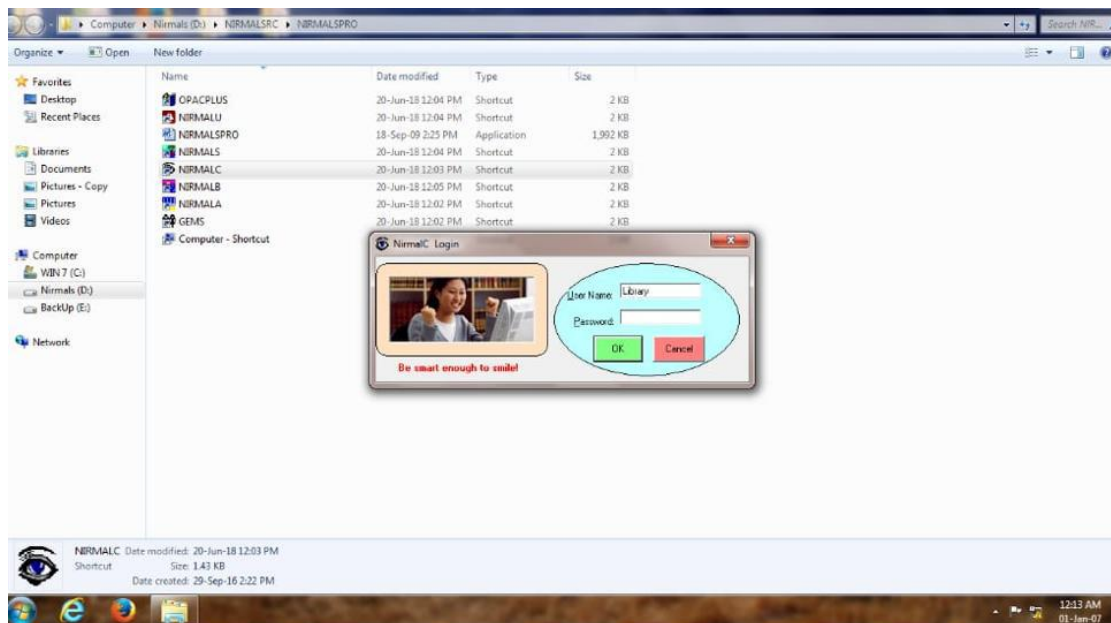 Computer ▸ Nirmals (D:) ▸ NIRMALSRC ▸ NIRMALSPRO
Search NIR...
Organize Open New folder
Name Date modified Type Size
Favorites
Desktop
Recent Places
Libraries
Documents
Pictures - Copy
Pictures
Videos
Computer
WIN 7 (C:)
Nirmals (D:)
BackUp (E:)
Network
OPACPLUS 20-Jun-18 12:04 PM Shortcut 2 KB
NIRMALU 20-Jun-18 12:04 PM Shortcut 2 KB
NIRMALSPRO 18-Sep-09 2:25 PM Application 1,992 KB
NIRMALS 20-Jun-18 12:04 PM Shortcut 2 KB
NIRMALC 20-Jun-18 12:03 PM Shortcut 2 KB
NIRMALB 20-Jun-18 12:05 PM Shortcut 2 KB
NIRMALA 20-Jun-18 12:02 PM Shortcut 2 KB
GEMS 20-Jun-18 12:02 PM Shortcut 2 KB
Computer - Shortcut
NirmalC Login
User Name: Library
Password:
OK Cancel
Be smart enough to smile!
NIRMALC Date modified: 20-Jun-18 12:03 PM
Shortcut Size: 1.43 KB
Date created: 29-Sep-16 2:22 PM
12:13 AM
01-Jan-07